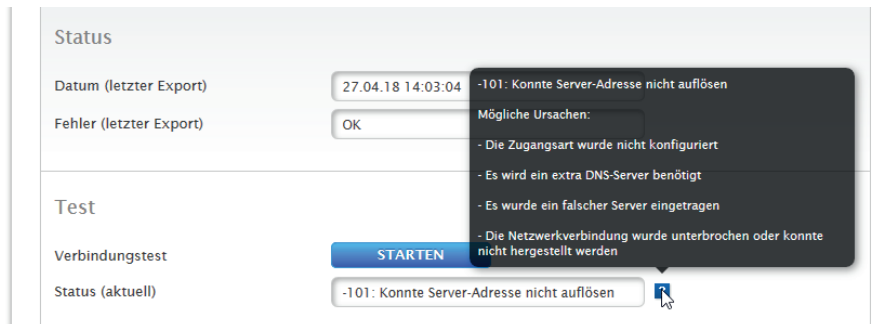 Status
Datum (letzter Export)
27.04.18 14:03:04
Fehler (letzter Export)
OK
-101: Konnte Server-Adresse nicht auflösen
Mögliche Ursachen:
- Die Zugangsart wurde nicht konfiguriert
- Es wird ein extra DNS-Server benötigt
- Es wurde ein falscher Server eingetragen
- Die Netzwerkverbindung wurde unterbrochen oder konnte
nicht hergestellt werden
Test
Verbindungstest
STARTEN
Status (aktuell)
-101: Konnte Server-Adresse nicht auflösen
?